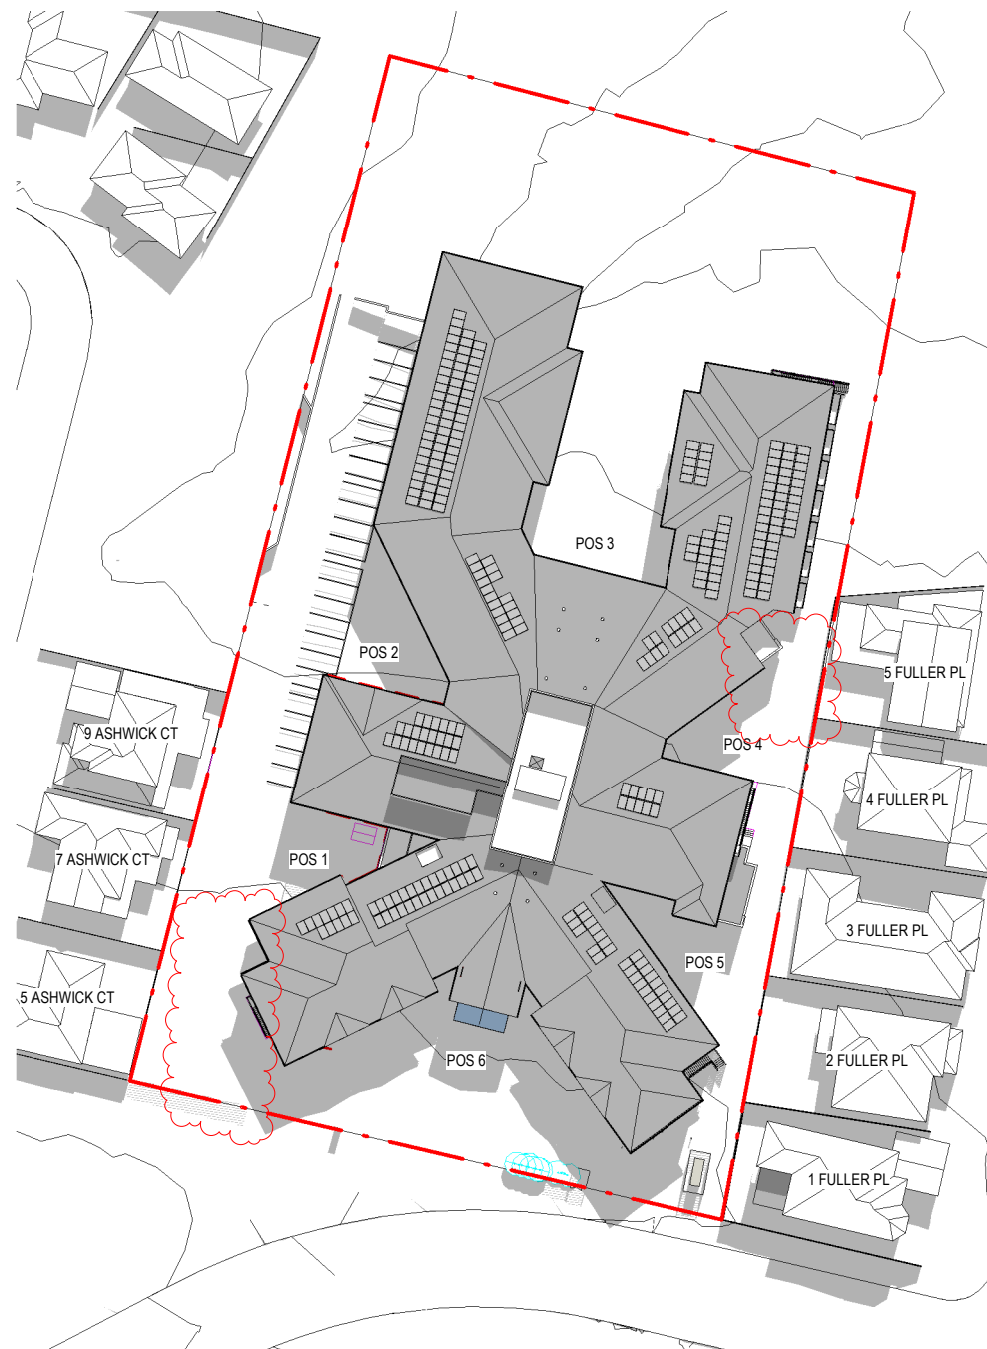 POS 3
POS 2
5 FULLER PL
9 ASHWICK CT
POS 4
4 FULLER PL
7 ASHWICK CT
POS 1
3 FULLER PL
POS 5
5 ASHWICK CT
POS 6
2 FULLER PL
1 FULLER PL